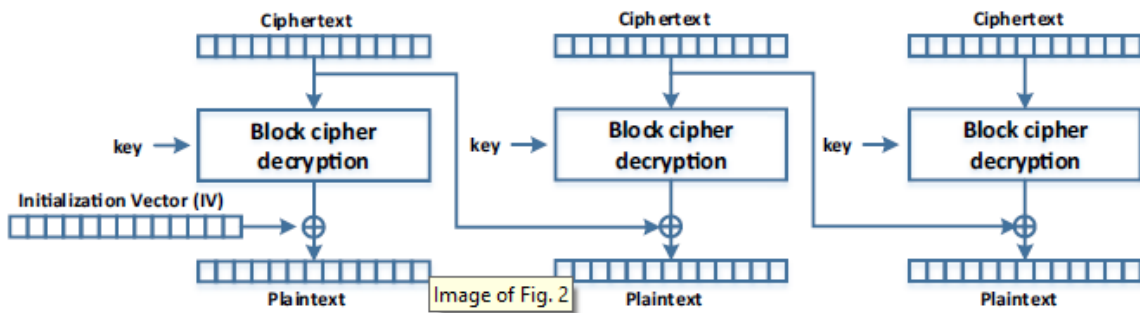 Ciphertext Ciphertext Ciphertext
key Block cipher decryption key Block cipher decryption key Block cipher decryption
Initialization Vector (IV)
Plaintext Image of Fig. 2 Plaintext Plaintext